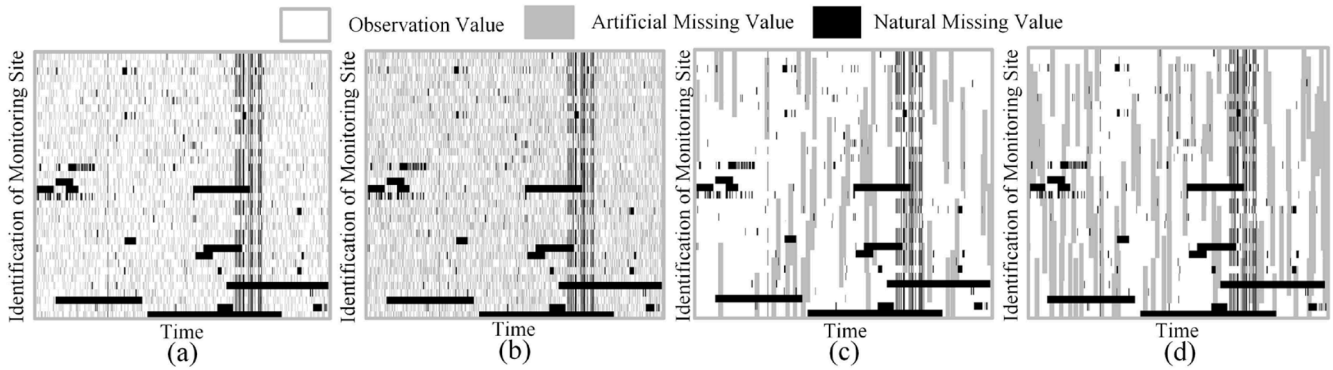 Observation Value Artificial Missing Value Natural Missing Value
Identification of Monitoring Site
Time
(a)
Identification of Monitoring Site
Time
(b)
Identification of Monitoring Site
Time
(c)
Identification of Monitoring Site
Time
(d)